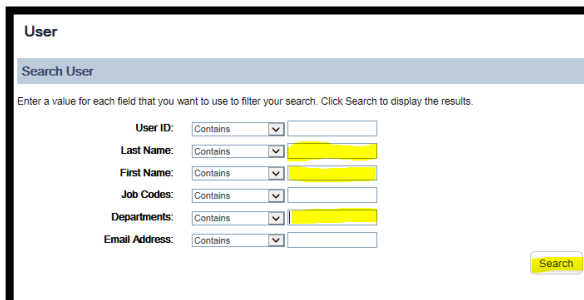 User
Search User
Enter a value for each field that you want to use to filter your search. Click Search to display the results.
User ID: Contains
Last Name: Contains
First Name: Contains
Job Codes: Contains
Departments: Contains
Email Address: Contains
Search